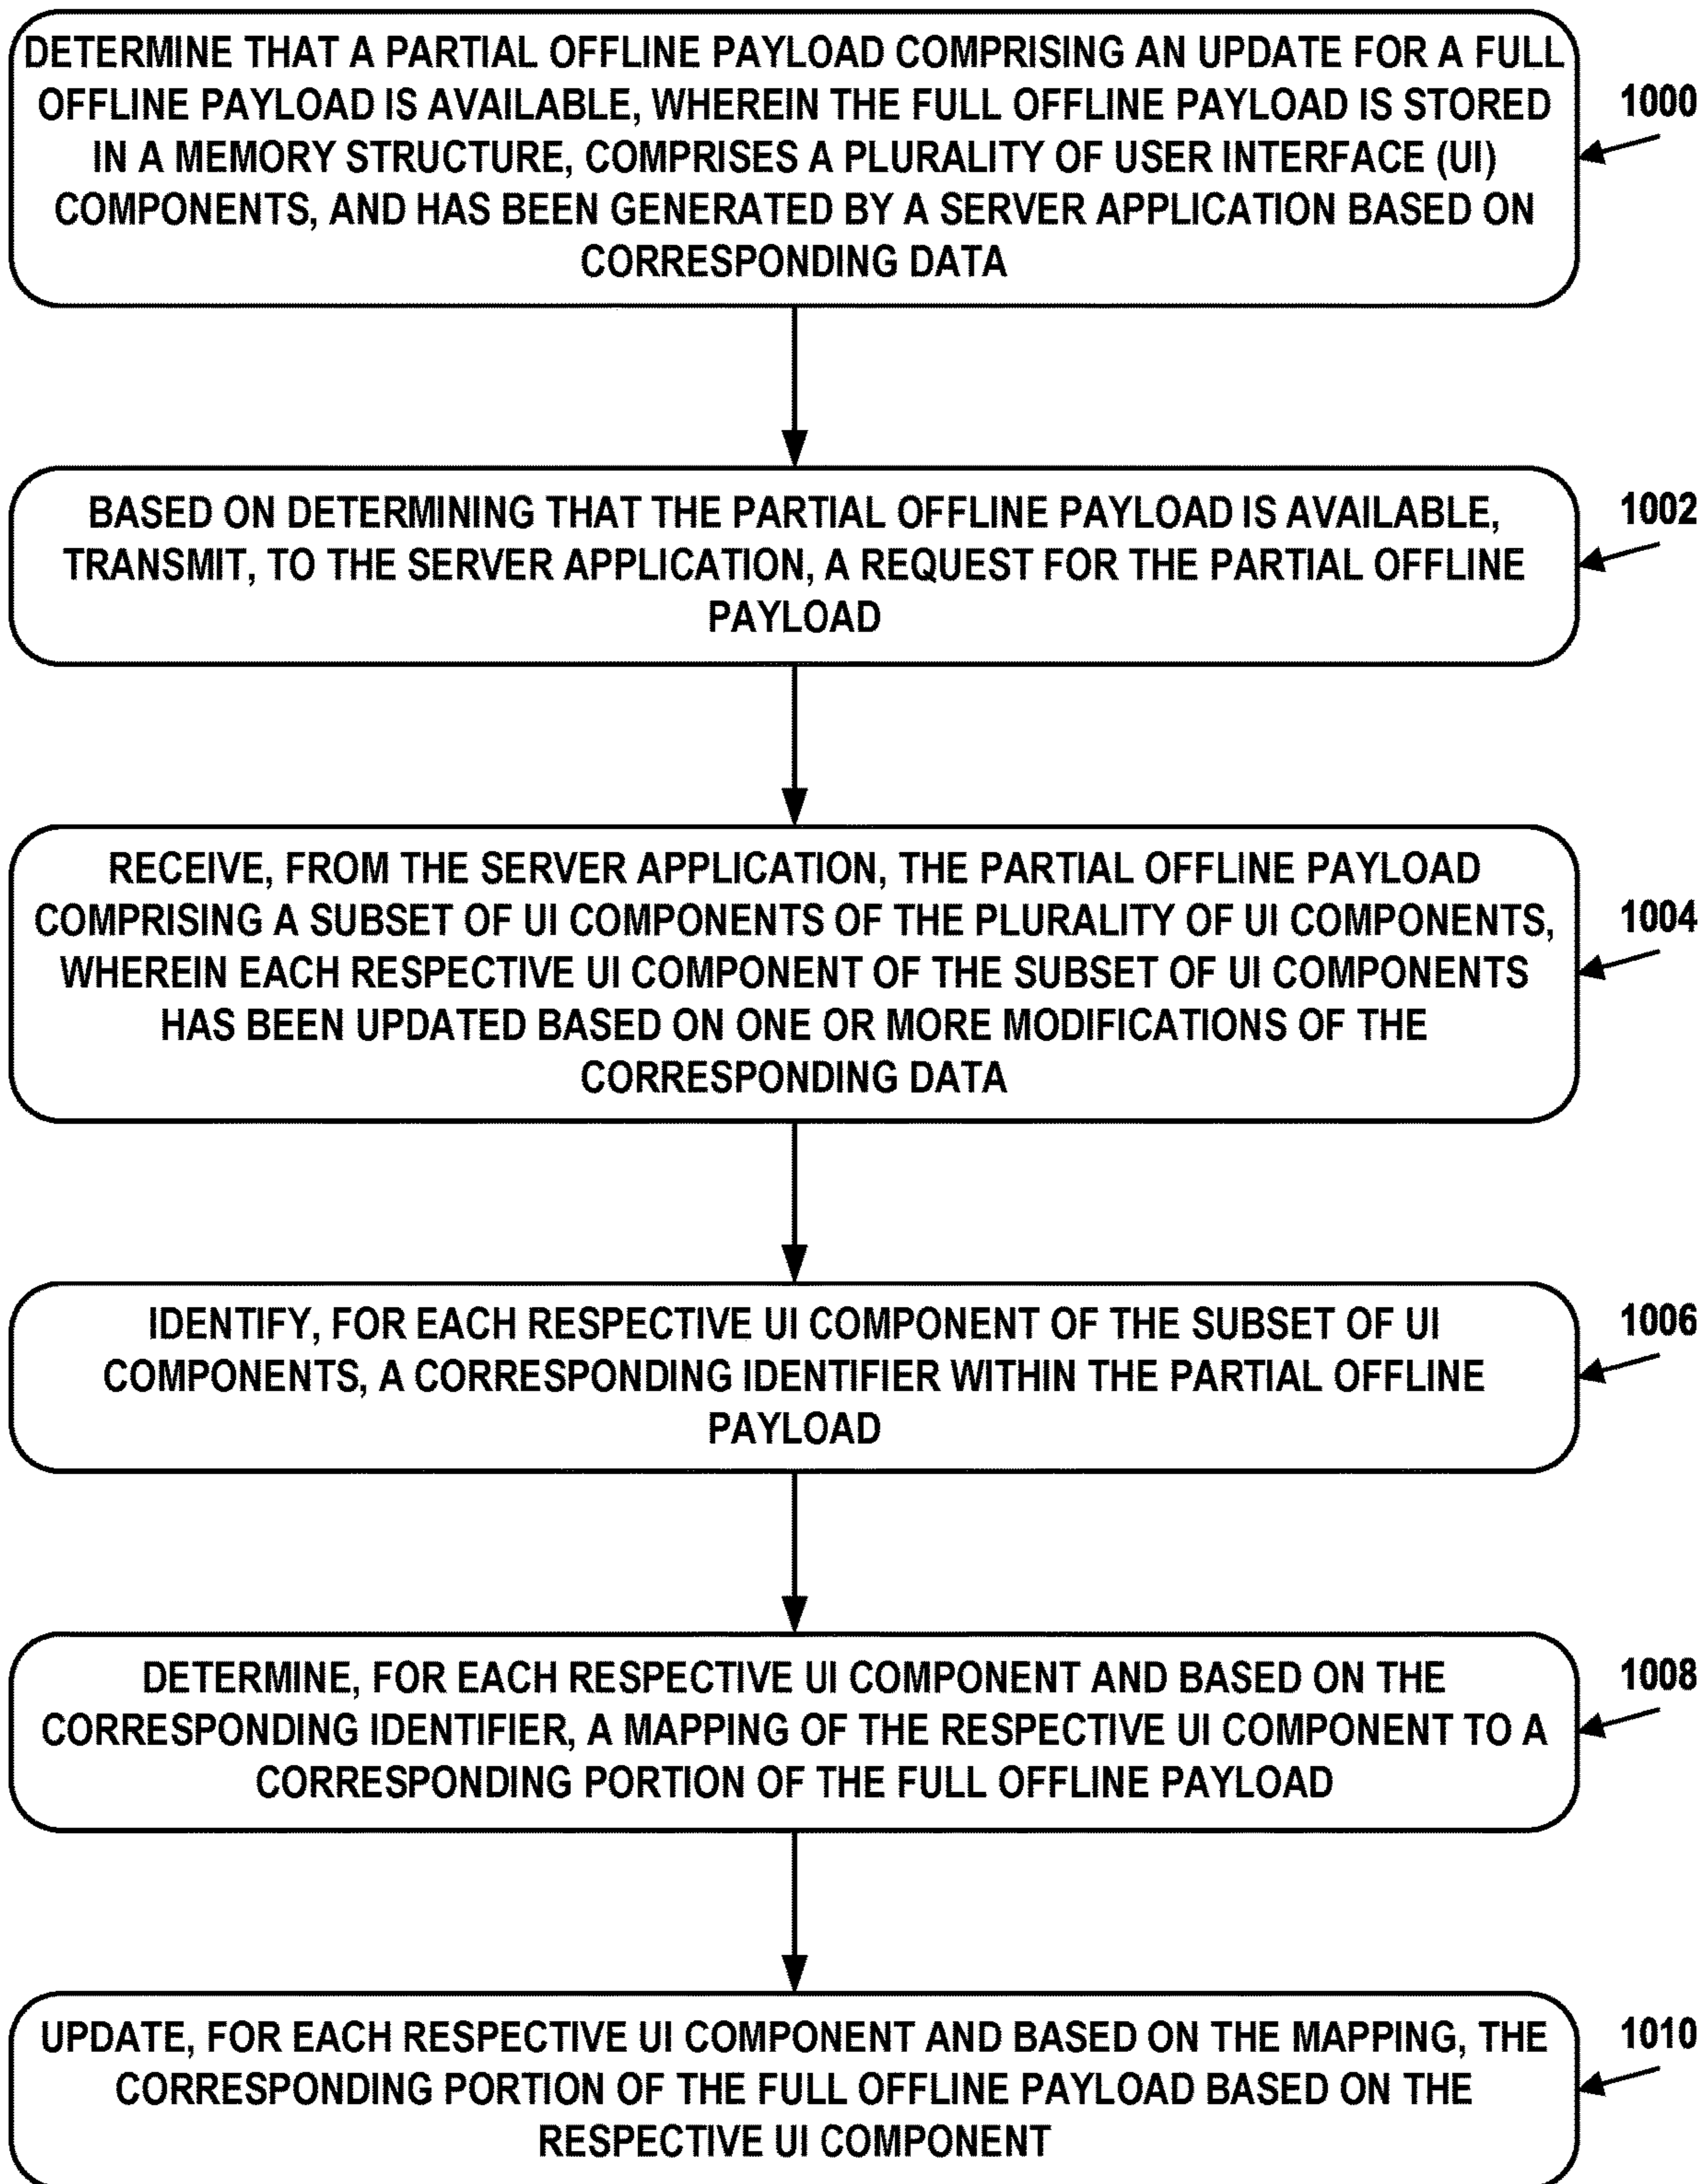 DETERMINE THAT A PARTIAL OFFLINE PAYLOAD COMPRISING AN UPDATE FOR A FULL
OFFLINE PAYLOAD IS AVAILABLE, WHEREIN THE FULL OFFLINE PAYLOAD IS STORED
IN A MEMORY STRUCTURE, COMPRISES A PLURALITY OF USER INTERFACE (UI)
COMPONENTS, AND HAS BEEN GENERATED BY A SERVER APPLICATION BASED ON
CORRESPONDING DATA
1000
BASED ON DETERMINING THAT THE PARTIAL OFFLINE PAYLOAD IS AVAILABLE,
TRANSMIT, TO THE SERVER APPLICATION, A REQUEST FOR THE PARTIAL OFFLINE
PAYLOAD
1002
RECEIVE, FROM THE SERVER APPLICATION, THE PARTIAL OFFLINE PAYLOAD
COMPRISING A SUBSET OF UI COMPONENTS OF THE PLURALITY OF UI COMPONENTS,
WHEREIN EACH RESPECTIVE UI COMPONENT OF THE SUBSET OF UI COMPONENTS
HAS BEEN UPDATED BASED ON ONE OR MORE MODIFICATIONS OF THE
CORRESPONDING DATA
1004
IDENTIFY, FOR EACH RESPECTIVE UI COMPONENT OF THE SUBSET OF UI
COMPONENTS, A CORRESPONDING IDENTIFIER WITHIN THE PARTIAL OFFLINE
PAYLOAD
1006
DETERMINE, FOR EACH RESPECTIVE UI COMPONENT AND BASED ON THE
CORRESPONDING IDENTIFIER, A MAPPING OF THE RESPECTIVE UI COMPONENT TO A
CORRESPONDING PORTION OF THE FULL OFFLINE PAYLOAD
1008
UPDATE, FOR EACH RESPECTIVE UI COMPONENT AND BASED ON THE MAPPING, THE
CORRESPONDING PORTION OF THE FULL OFFLINE PAYLOAD BASED ON THE
RESPECTIVE UI COMPONENT
1010